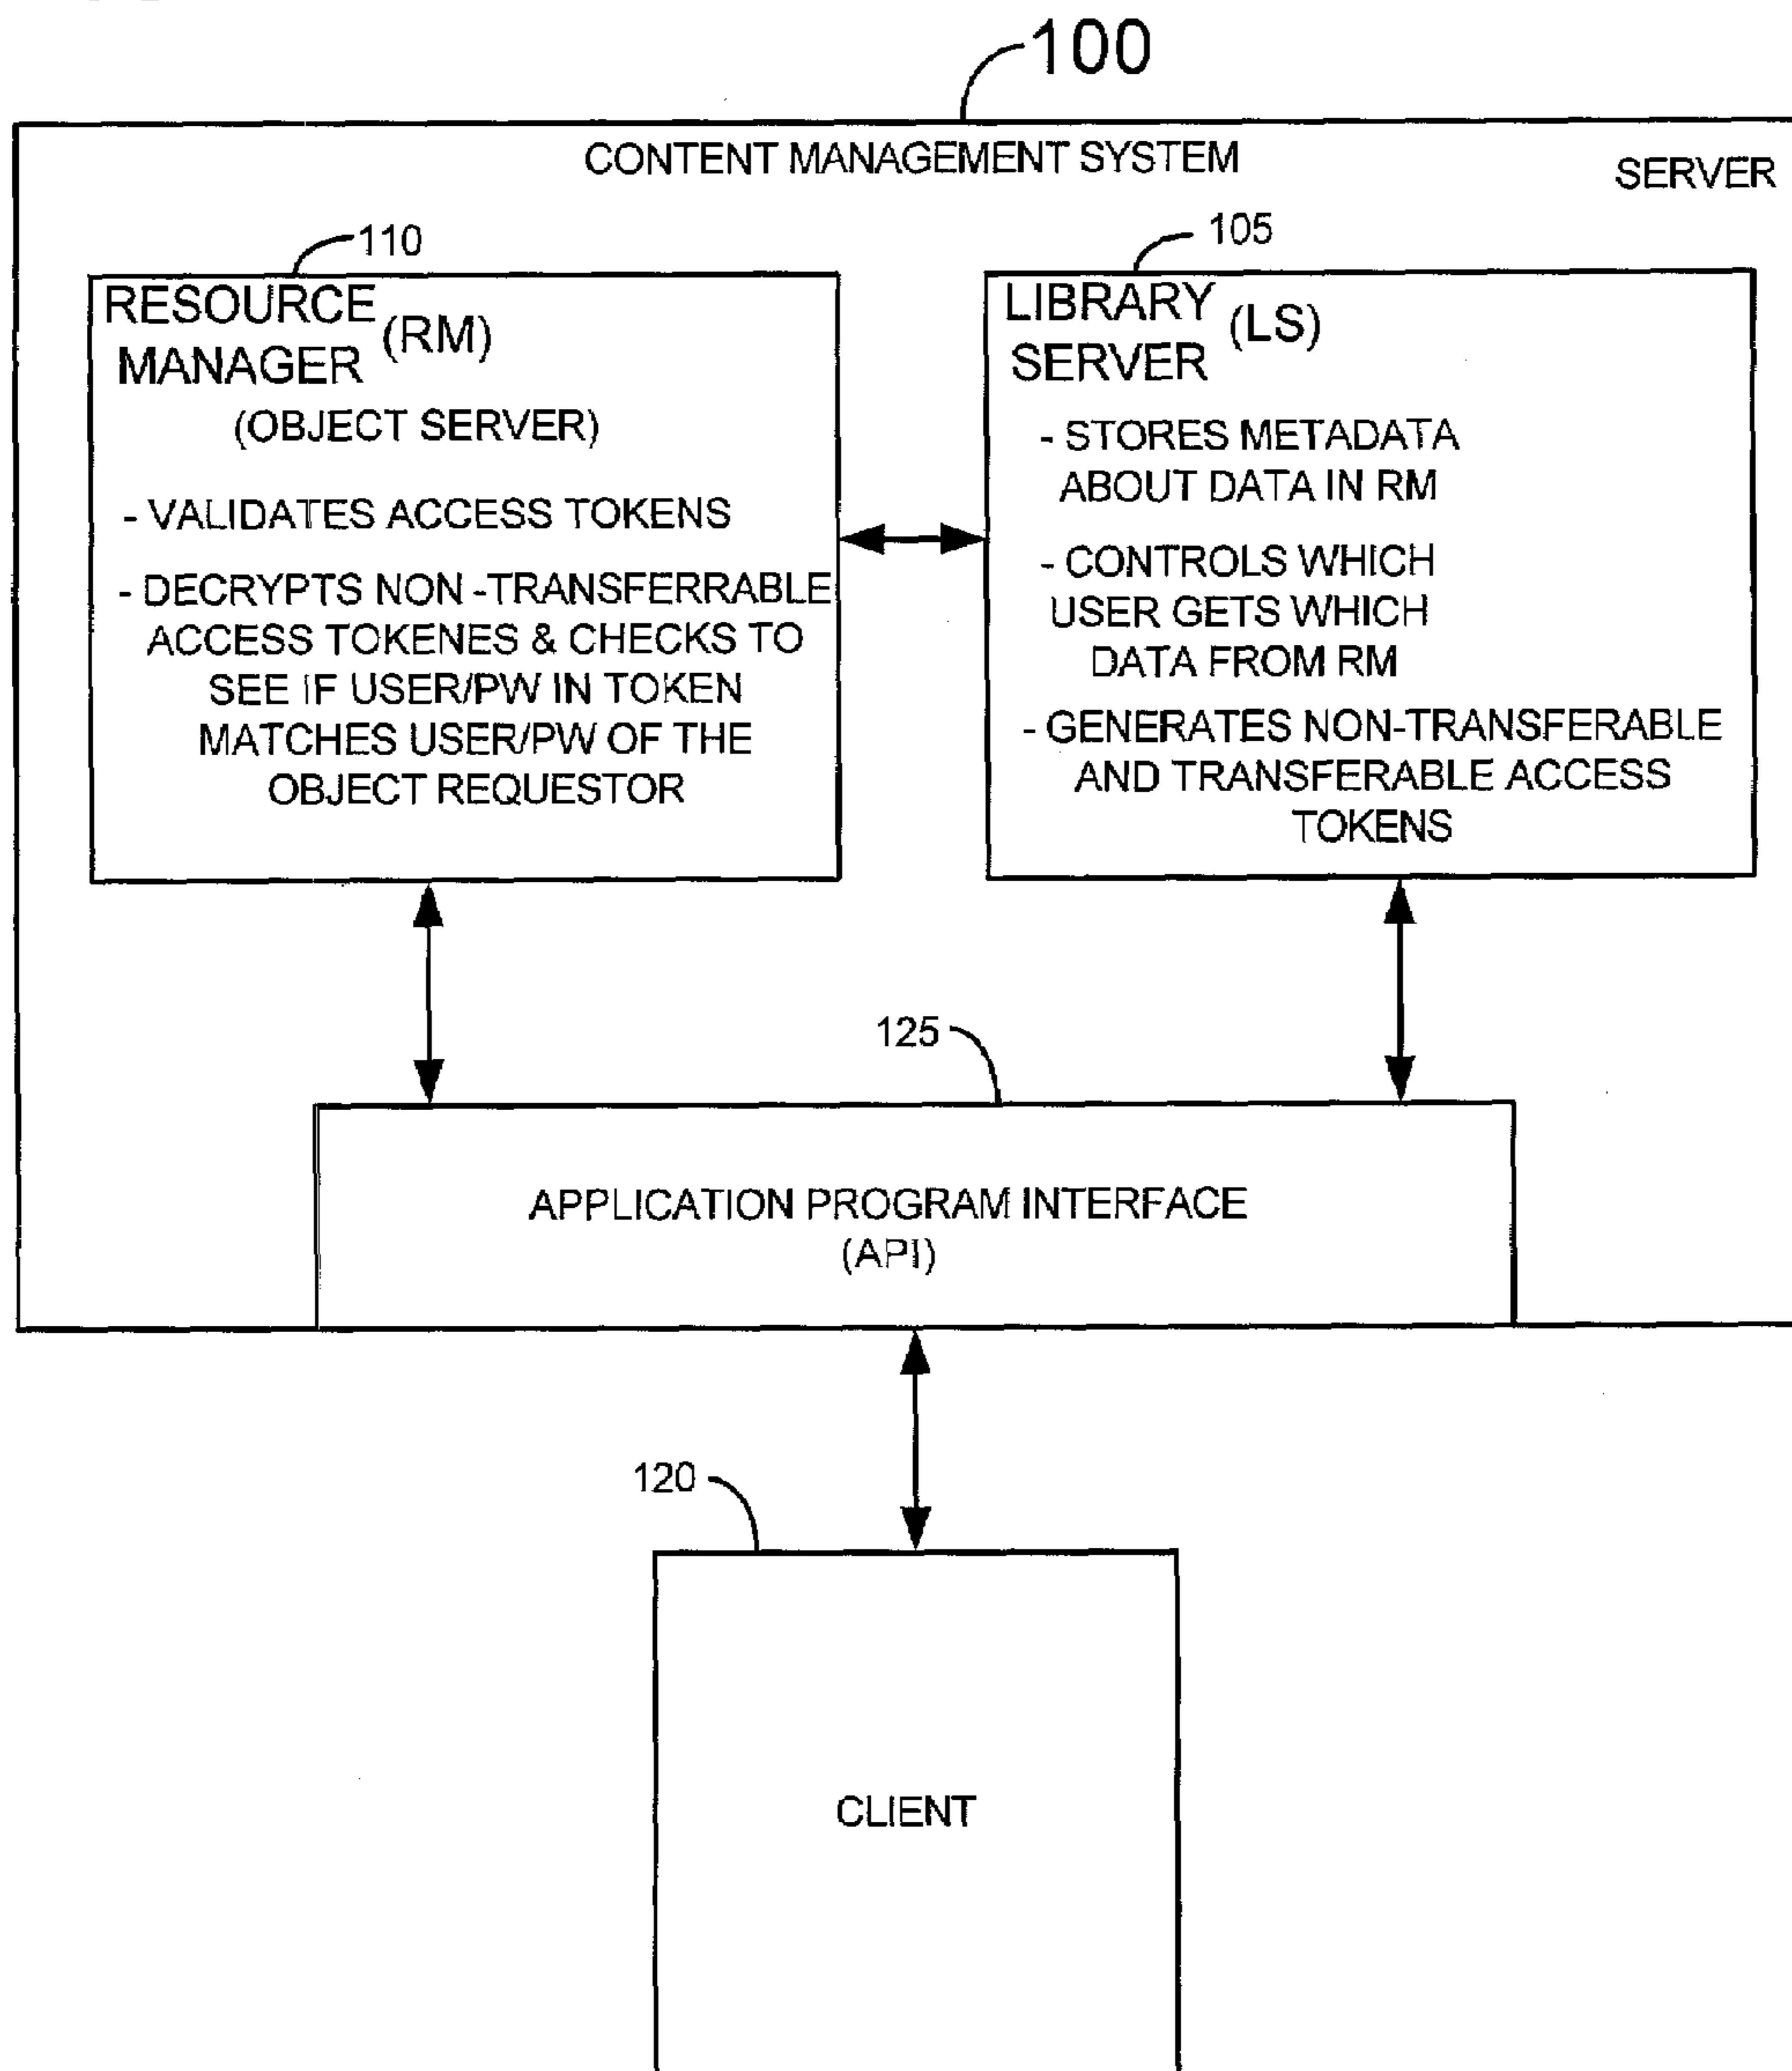 100
CONTENT MANAGEMENT SYSTEM
SERVER
110
RESOURCE
MANAGER (RM)
(OBJECT SERVER)
- VALIDATES ACCESS TOKENS
- DECRYPTS NON -TRANSFERRABLE
ACCESS TOKENES & CHECKS TO
SEE IF USER/PW IN TOKEN
MATCHES USER/PW OF THE
OBJECT REQUESTOR
105
LIBRARY
SERVER (LS)
- STORES METADATA
ABOUT DATA IN RM
- CONTROLS WHICH
USER GETS WHICH
DATA FROM RM
- GENERATES NON-TRANSFERABLE
AND TRANSFERABLE ACCESS
TOKENS
125
APPLICATION PROGRAM INTERFACE
(API)
120
CLIENT